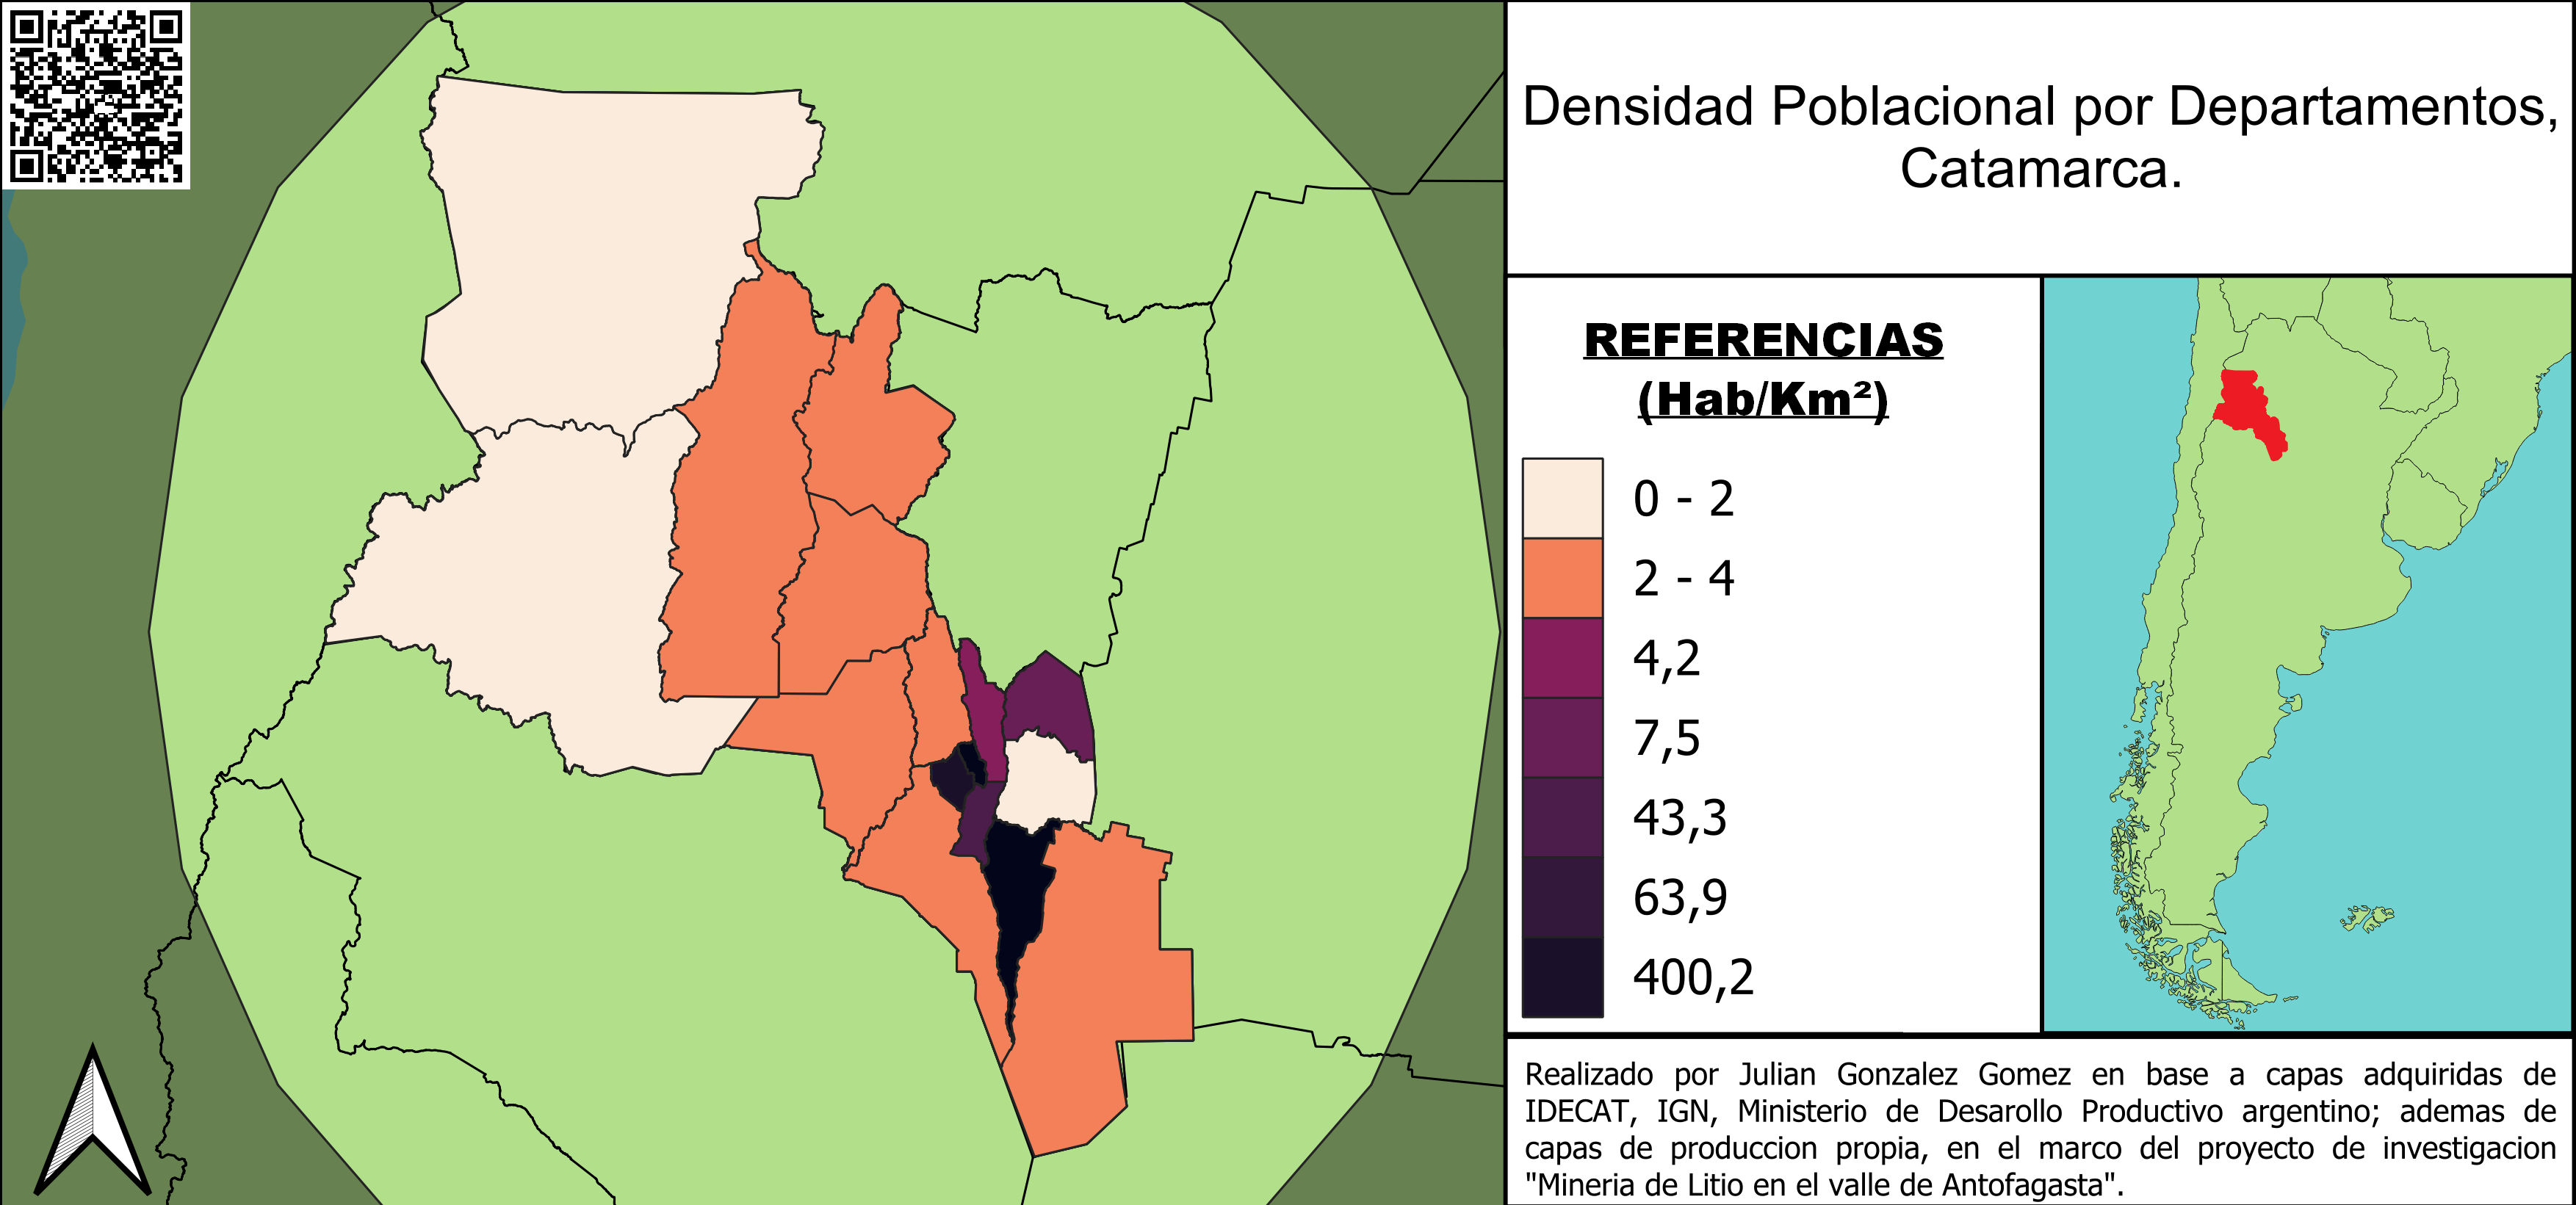 Densidad Poblacional por Departamentos,
Catamarca.
REFERENCIAS
(Hab/Km²)
0 - 2
2 - 4
4,2
7,5
43,3
63,9
400,2
Realizado por Julian Gonzalez Gomez en base a capas adquiridas de
IDECAT, IGN, Ministerio de Desarollo Productivo argentino; ademas de
capas de produccion propia, en el marco del proyecto de investigacion
"Mineria de Litio en el valle de Antofagasta".